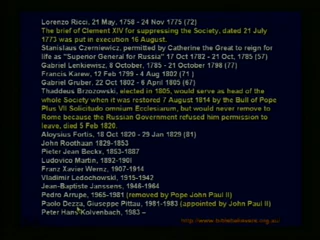 Lorenzo Ricci, 21 May, 1758 - 24 Nov 1775 (72)
The brief of Clement XIV for suppressing the Society, dated 21 July
1773 was put in execution 16 August.
Stanislaus Czerniewicz, permitted by Catherine the Great to reign for
life as "Superior General for Russia" 17 Oct 1782 - 21 Oct, 1785 (57)
Gabriel Lenkiewisz, 8 October, 1785 - 21 October 1798 (77)
Francis Karew, 12 Feb 1799 - 4 Aug 1802 (71 )
Gabriel Gruber, 22 Oct 1802 - 6 April 1805 (67)
Thaddeus Brzozowski, elected in 1805, would serve as head of the
whole Society when it was restored 7 August 1814 by the Bull of Pope
Pius VII Solicitudo omnium Ecclesiarum, but would never remove to
Rome because the Russian Government refused him permission to
leave, died 5 Feb 1820.
Aloysius Fortis, 18 Oct 1820 - 29 Jan 1829 (81)
John Roothaan 1829-1853
Pieter Jean Beckx, 1853-1887
Ludovico Martin, 1892-1901
Franz Xavier Wernz, 1907-1914
Vladimir Ledochowski, 1915-1942
Jean-Baptiste Janssens, 1946-1964
Pedro Arrupe, 1965-1981 (removed by Pope John Paul II)
Paolo Dezza, Giuseppe Pittau, 1981-1983 (appointed by John Paul II)
Peter Hans Kolvenbach, 1983 –